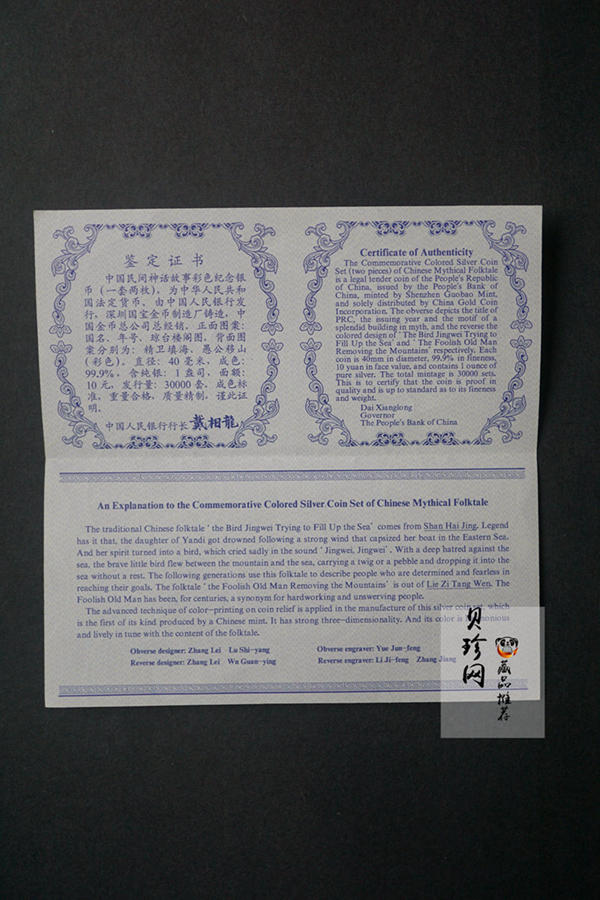 鉴定证书
中国民间神话故事彩色纪念银
币（一套两枚），为中华人民共和
国法定货币，由中国人民银行发
行，深圳国宝金币制造厂铸造，中
国金币总公司总经销。正面图案：
国名、年号、琼台楼阁图，背面图
案分别为：精卫填海、愚公移山
（彩色）。直径：40毫米，成色：
99.9%，含纯银：1盎司，面额：
10元，发行量：30000套，成色标
准，重量合格，质量精制，谨此证
明。
中国人民银行行长 戴相龙
Certificate of Authenticity
The Commemorative Colored Silver Coin
Set (two pieces) of Chinese Mythical Folktale
is a legal tender coin of the People's Republic
of China, issued by the People's Bank of
China, minted by Shenzhen Guobao Mint,
and solely distributed by China Gold Coin
Incorporation. The obverse depicts the title of
PRC, the issuing year and the motif of a
splendid building in myth, and the reverse the
colored design of 'The Bird Jingwei Trying to
Fill Up the Sea' and 'The Foolish Old Man
Removing the Mountains' respectively. Each
coin is 40mm in diameter, 99.9% in fineness,
10 yuan in face value, and contains 1 ounce of
pure silver. The total mintage is 30000 sets.
This is to certify that the coin is proof in
quality and is up to standard as to its fineness
and weight.
Dai Xianglong
Governor
The People's Bank of China
An Explanation to the Commemorative Colored Silver Coin Set of Chinese Mythical Folktale
The traditional Chinese folktale 'the Bird Jingwei Trying to Fill Up the Sea' comes from Shan Hai Jing. Legend
has it that, the daughter of Yandi got drowned following a strong wind that capsized her boat in the Eastern Sea.
And her spirit turned into a bird, which cried sadly in the sound 'Jingwei, Jingwei'. With a deep hatred against the
sea, the brave little bird flew between the mountain and the sea, carrying a twig or a pebble and dropping it into the
sea without a rest. The following generations use this folktale to describe people who are determined and fearless in
reaching their goals. The folktale 'the Foolish Old Man Removing the Mountains' is out of Lie Zi Tang Wen. The
Foolish Old Man has been, for centuries, a synonym for hardworking and unswerving people.
The advanced technique of color-printing on coin relief is applied in the manufacture of this silver coin set, which
is the first of its kind produced by a Chinese mint. It has strong three-dimensionality. And its color is harmonious
and lively in tune with the content of the folktale.
Obverse designer: Zhang Lei Lu Shi-yang
Obverse engraver: Yue Jun-feng
Reverse designer: Zhang Lei Wu Guan-ying
Reverse engraver: Li Ji-feng Zhang Jiang
贝珍网
藏品推荐